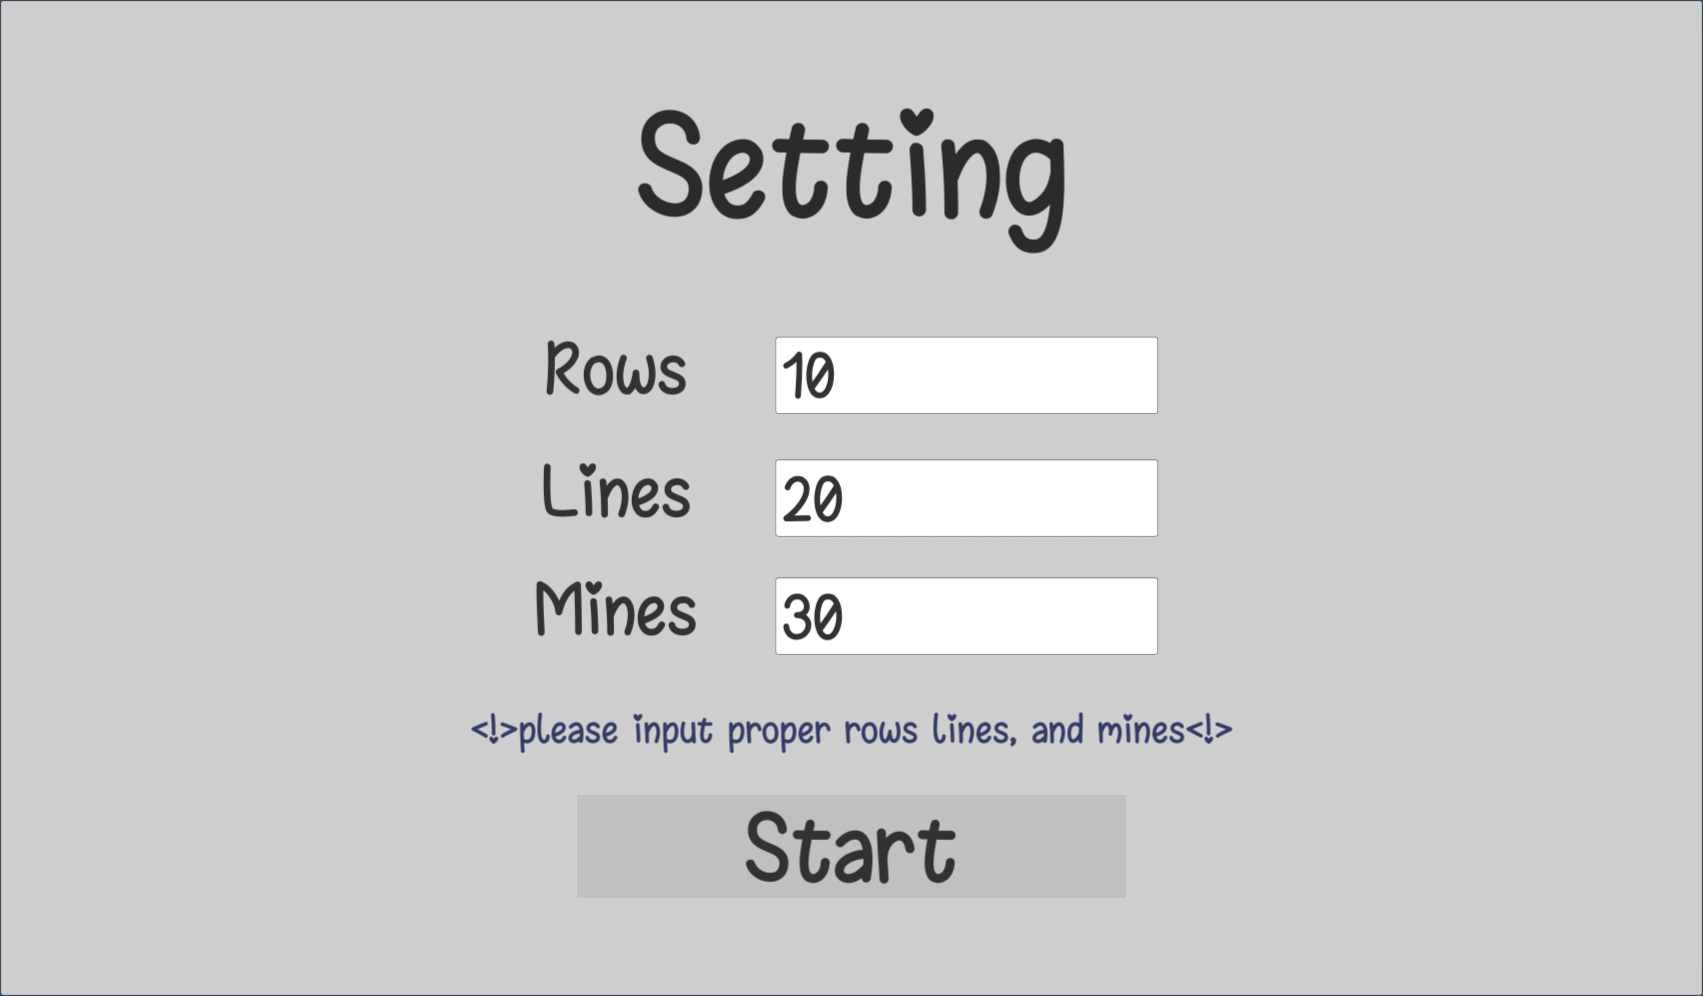 Setting
Rows 10
Lines 20
Mines 30
<!>please input proper rows lines, and mines<!>
Start